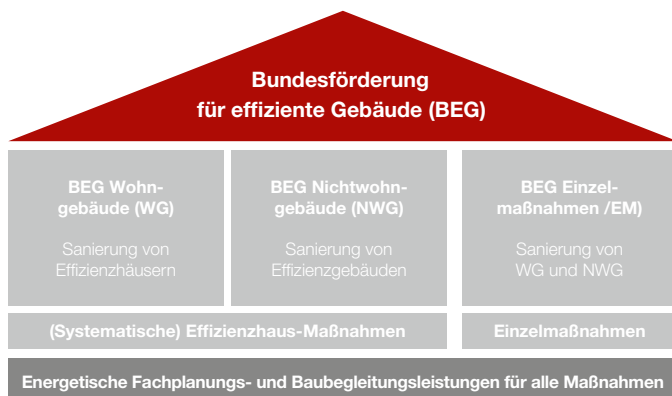 Bundesförderung
für effiziente Gebäude (BEG)
BEG Wohn-
gebäude (WG)
Sanierung von
Effizienzhäusern
BEG Nichtwohn-
gebäude (NWG)
Sanierung von
Effizienzgebäuden
BEG Einzel-
maßnahmen /EM)
Sanierung von
WG und NWG
(Systematische) Effizienzhaus-Maßnahmen
Einzelmaßnahmen
Energetische Fachplanungs- und Baubegleitungsleistungen für alle Maßnahmen